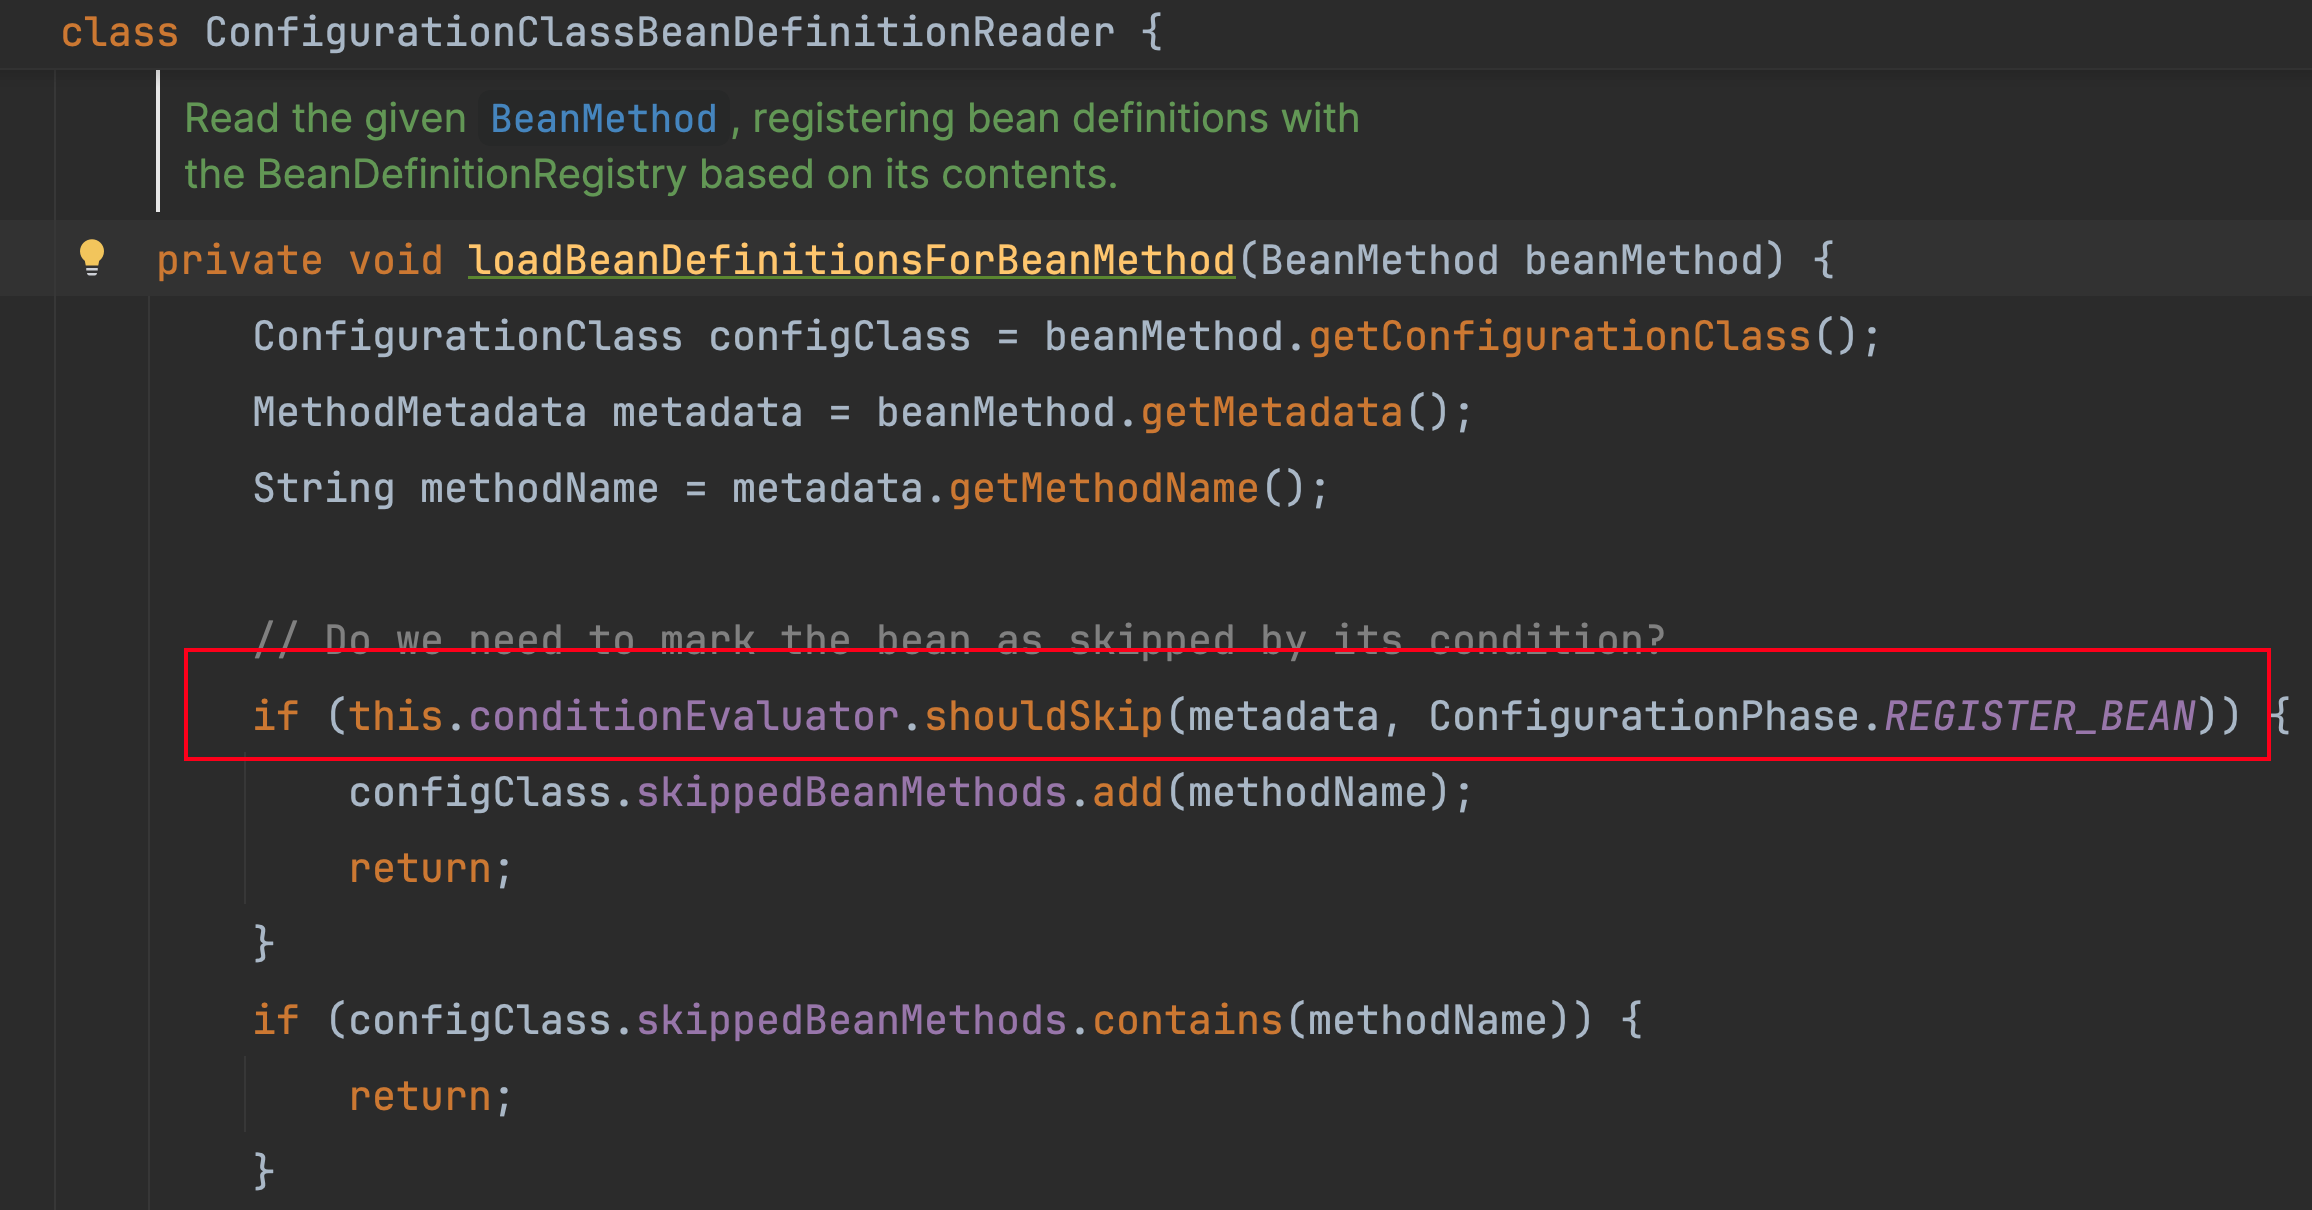 class ConfigurationClassBeanDefinitionReader {
Read the given BeanMethod, registering bean definitions with
the BeanDefinitionRegistry based on its contents.
private void loadBeanDefinitionsForBeanMethod(BeanMethod beanMethod) {
ConfigurationClass configClass = beanMethod.getConfigurationClass();
MethodMetadata metadata = beanMethod.getMetadata();
String methodName = metadata.getMethodName();
// Do we need to mark the bean as skipped by its condition?
if (this.conditionEvaluator.shouldSkip(metadata, ConfigurationPhase.REGISTER_BEAN)) {
configClass.skippedBeanMethods.add(methodName);
return;
}
if (configClass.skippedBeanMethods.contains(methodName)) {
return;
}